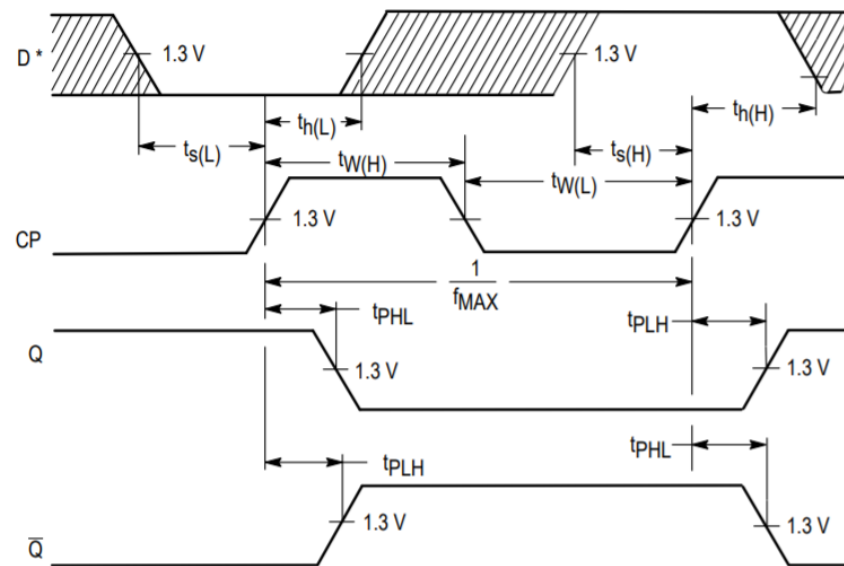 D * 1.3 V 1.3 V
th(L) th(H)
ts(L) ts(H)
tW(H)
tW(L)
CP 1.3 V 1.3 V
1
fMAX
tPHL tPLH
Q
1.3 V 1.3 V
tPLH tPHL
1.3 V 1.3 V
Q̅